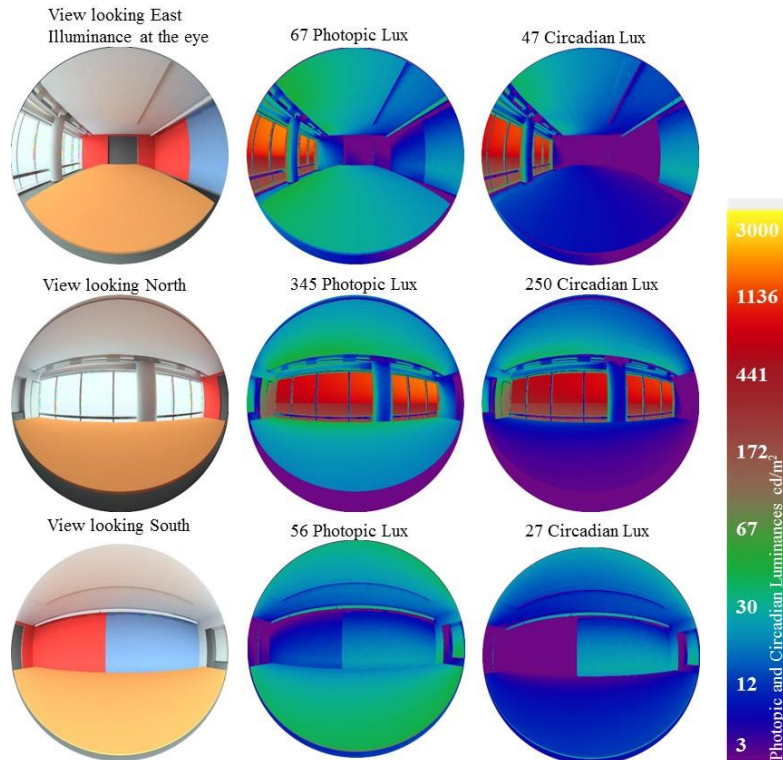 View looking East
Illuminance at the eye
67 Photopic Lux
47 Circadian Lux
View looking North
345 Photopic Lux
250 Circadian Lux
View looking South
56 Photopic Lux
27 Circadian Lux
3000
1136
441
172
67
30
12
3
Photopic and Circadian Luminances cd/m²